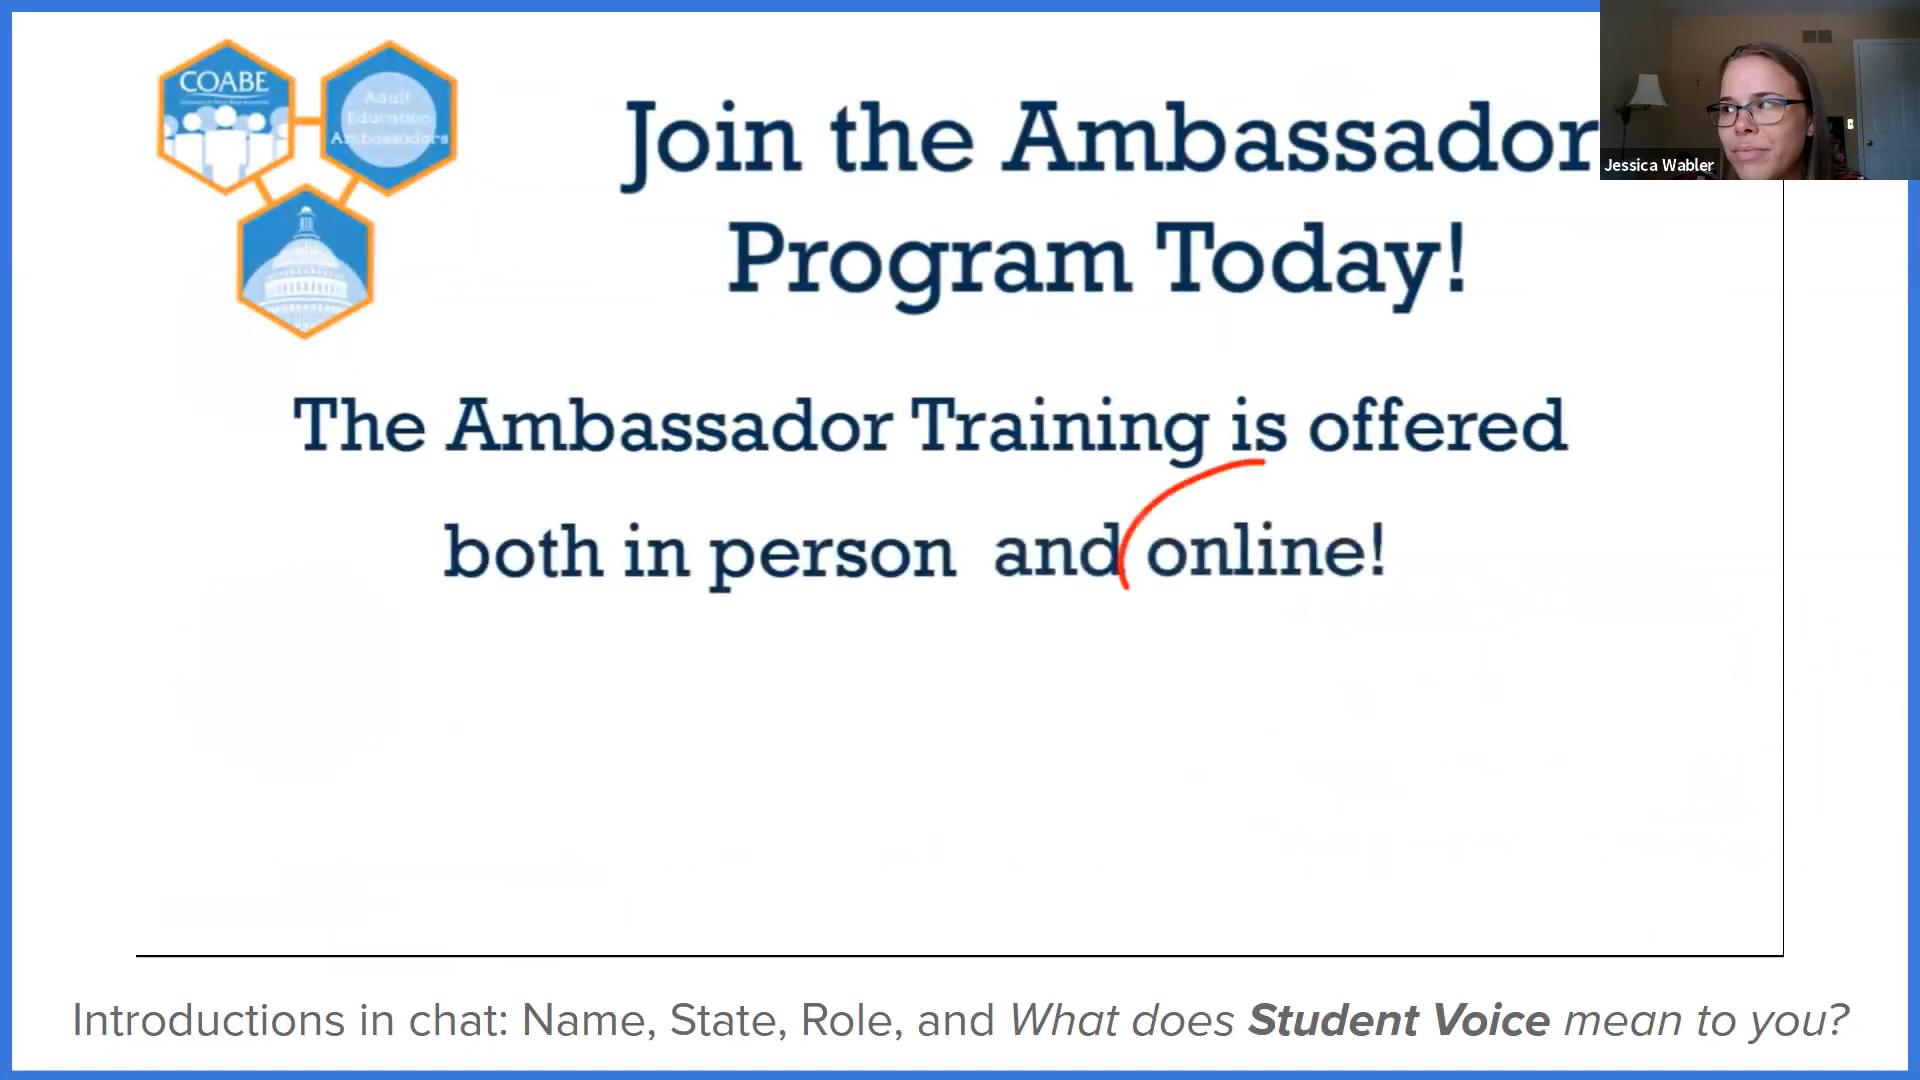 COABE
Adult
Education
Ambassadors
Join the Ambassador
Program Today!
Jessica Wabler
The Ambassador Training is offered
both in person and online!
Introductions in chat: Name, State, Role, and What does Student Voice mean to you?